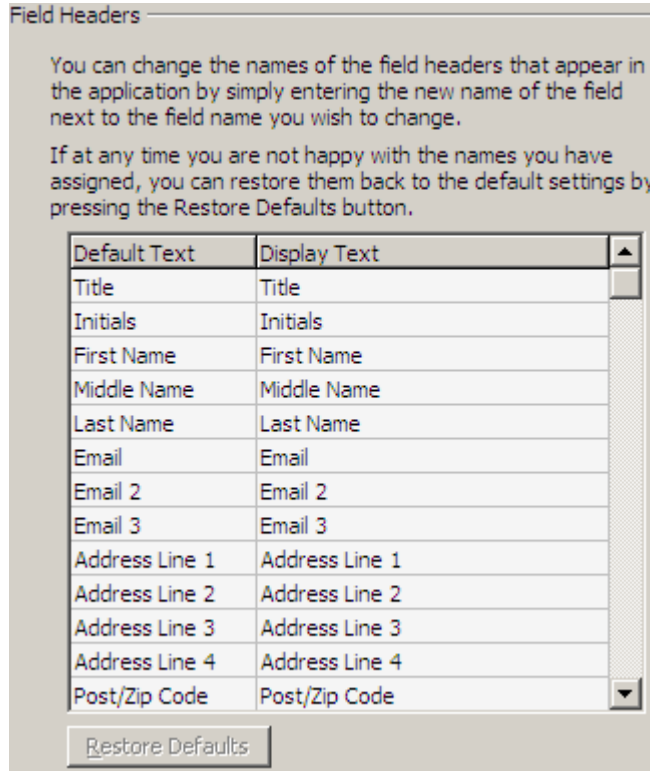 Field Headers
You can change the names of the field headers that appear in
the application by simply entering the new name of the field
next to the field name you wish to change.
If at any time you are not happy with the names you have
assigned, you can restore them back to the default settings by
pressing the Restore Defaults button.
Default Text Display Text
Title Title
Initials Initials
First Name First Name
Middle Name Middle Name
Last Name Last Name
Email Email
Email 2 Email 2
Email 3 Email 3
Address Line 1 Address Line 1
Address Line 2 Address Line 2
Address Line 3 Address Line 3
Address Line 4 Address Line 4
Post/Zip Code Post/Zip Code
Restore Defaults